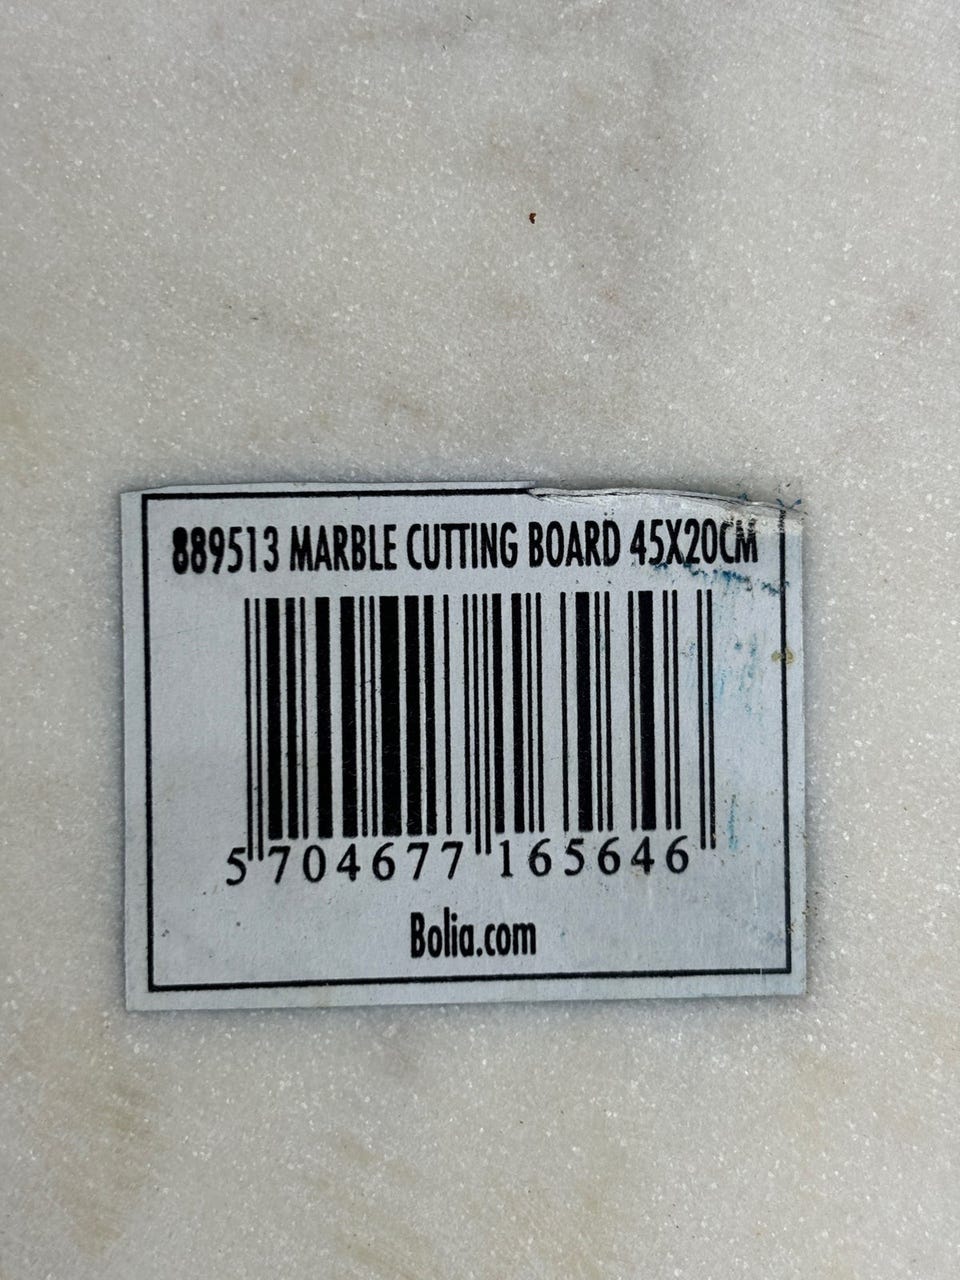 889513 MARBLE CUTTING BOARD 45X20CM
5 704677 165646
Bolia.com